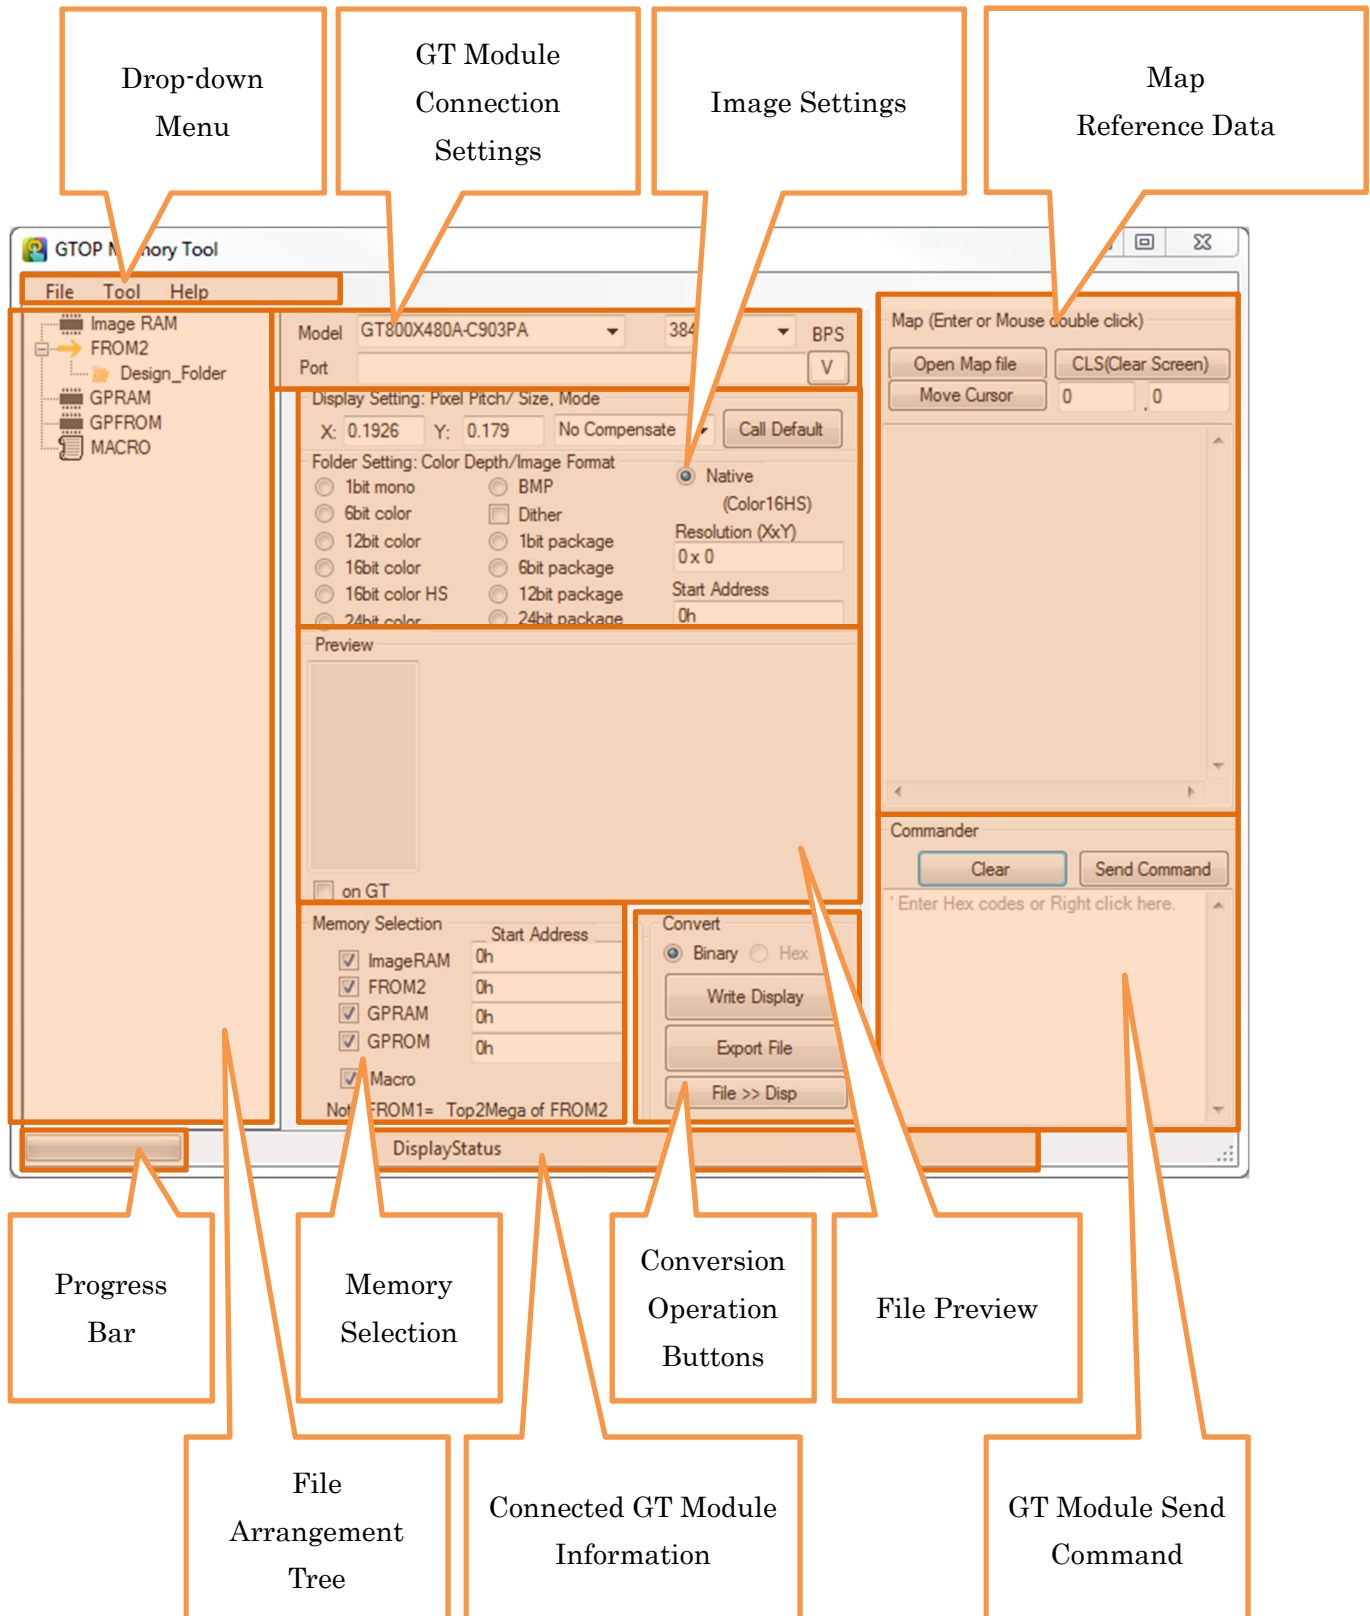 Drop-down
Menu
GT Module
Connection
Settings
Image Settings
Map
Reference Data
GTOP Tool
File Tool Help
Image RAM
FROM2
Design_Folder
GPRAM
GPFROM
MACRO
Model GT800X480A-C903PA 384 BPS
Port V
Display Setting: Pixel Pitch/ Size, Mode
X: 0.1926 Y: 0.179 No Compensate Call Default
Folder Setting: Color Depth/Image Format
1bit mono
6bit color
12bit color
16bit color
16bit color HS
24bit color
BMP
Dither
1bit package
6bit package
12bit package
24bit package
Native
(Color16HS)
Resolution (XxY)
0 x 0
Start Address
0h
Preview
on GT
Memory Selection
Start Address
ImageRAM 0h
FROM2 0h
GPRAM 0h
GPROM 0h
Macro
FROM1= Top2Mega of FROM2
Convert
Binary Hex
Write Display
Export File
File >> Disp
Map (Enter or Mouse double click)
Open Map file CLS(Clear Screen)
Move Cursor 0 . 0
Commander
Clear Send Command
' Enter Hex codes or Right click here.
DisplayStatus
Progress
Bar
Memory
Selection
Conversion
Operation
Buttons
File Preview
File
Arrangement
Tree
Connected GT Module
Information
GT Module Send
Command